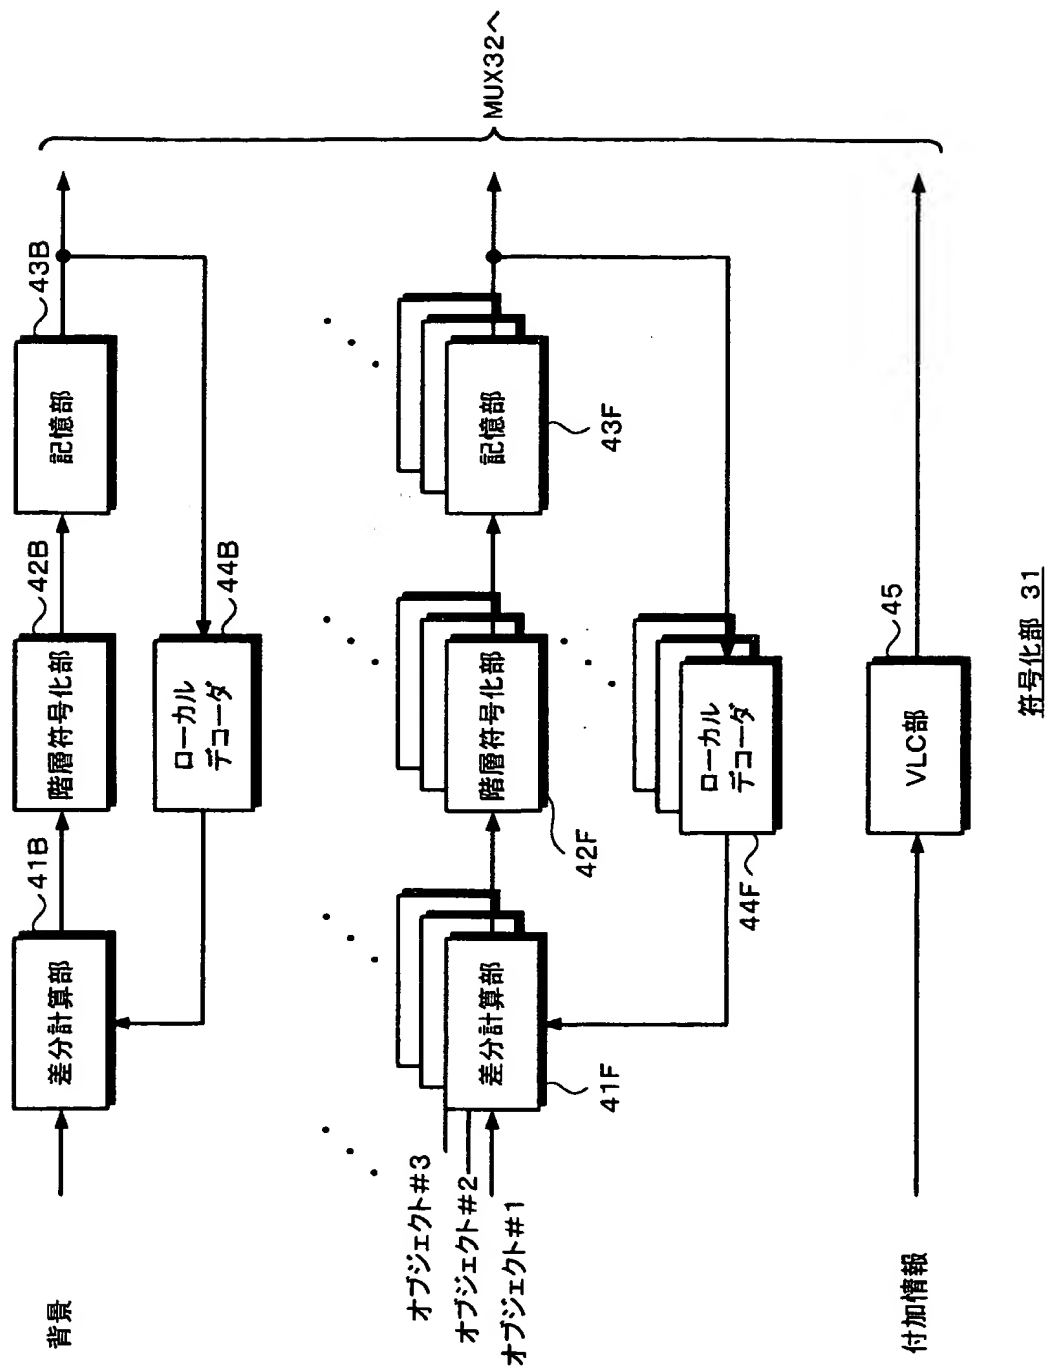 背景
差分計算部
41B
階層符号化部
42B
記憶部
43B
ローカル
デコーダ
44B
オブジェクト#3
オブジェクト#2
オブジェクト#1
差分計算部
41F
階層符号化部
42F
記憶部
43F
ローカル
デコーダ
44F
付加情報
VLC部
45
MUX32へ
符号化部 31